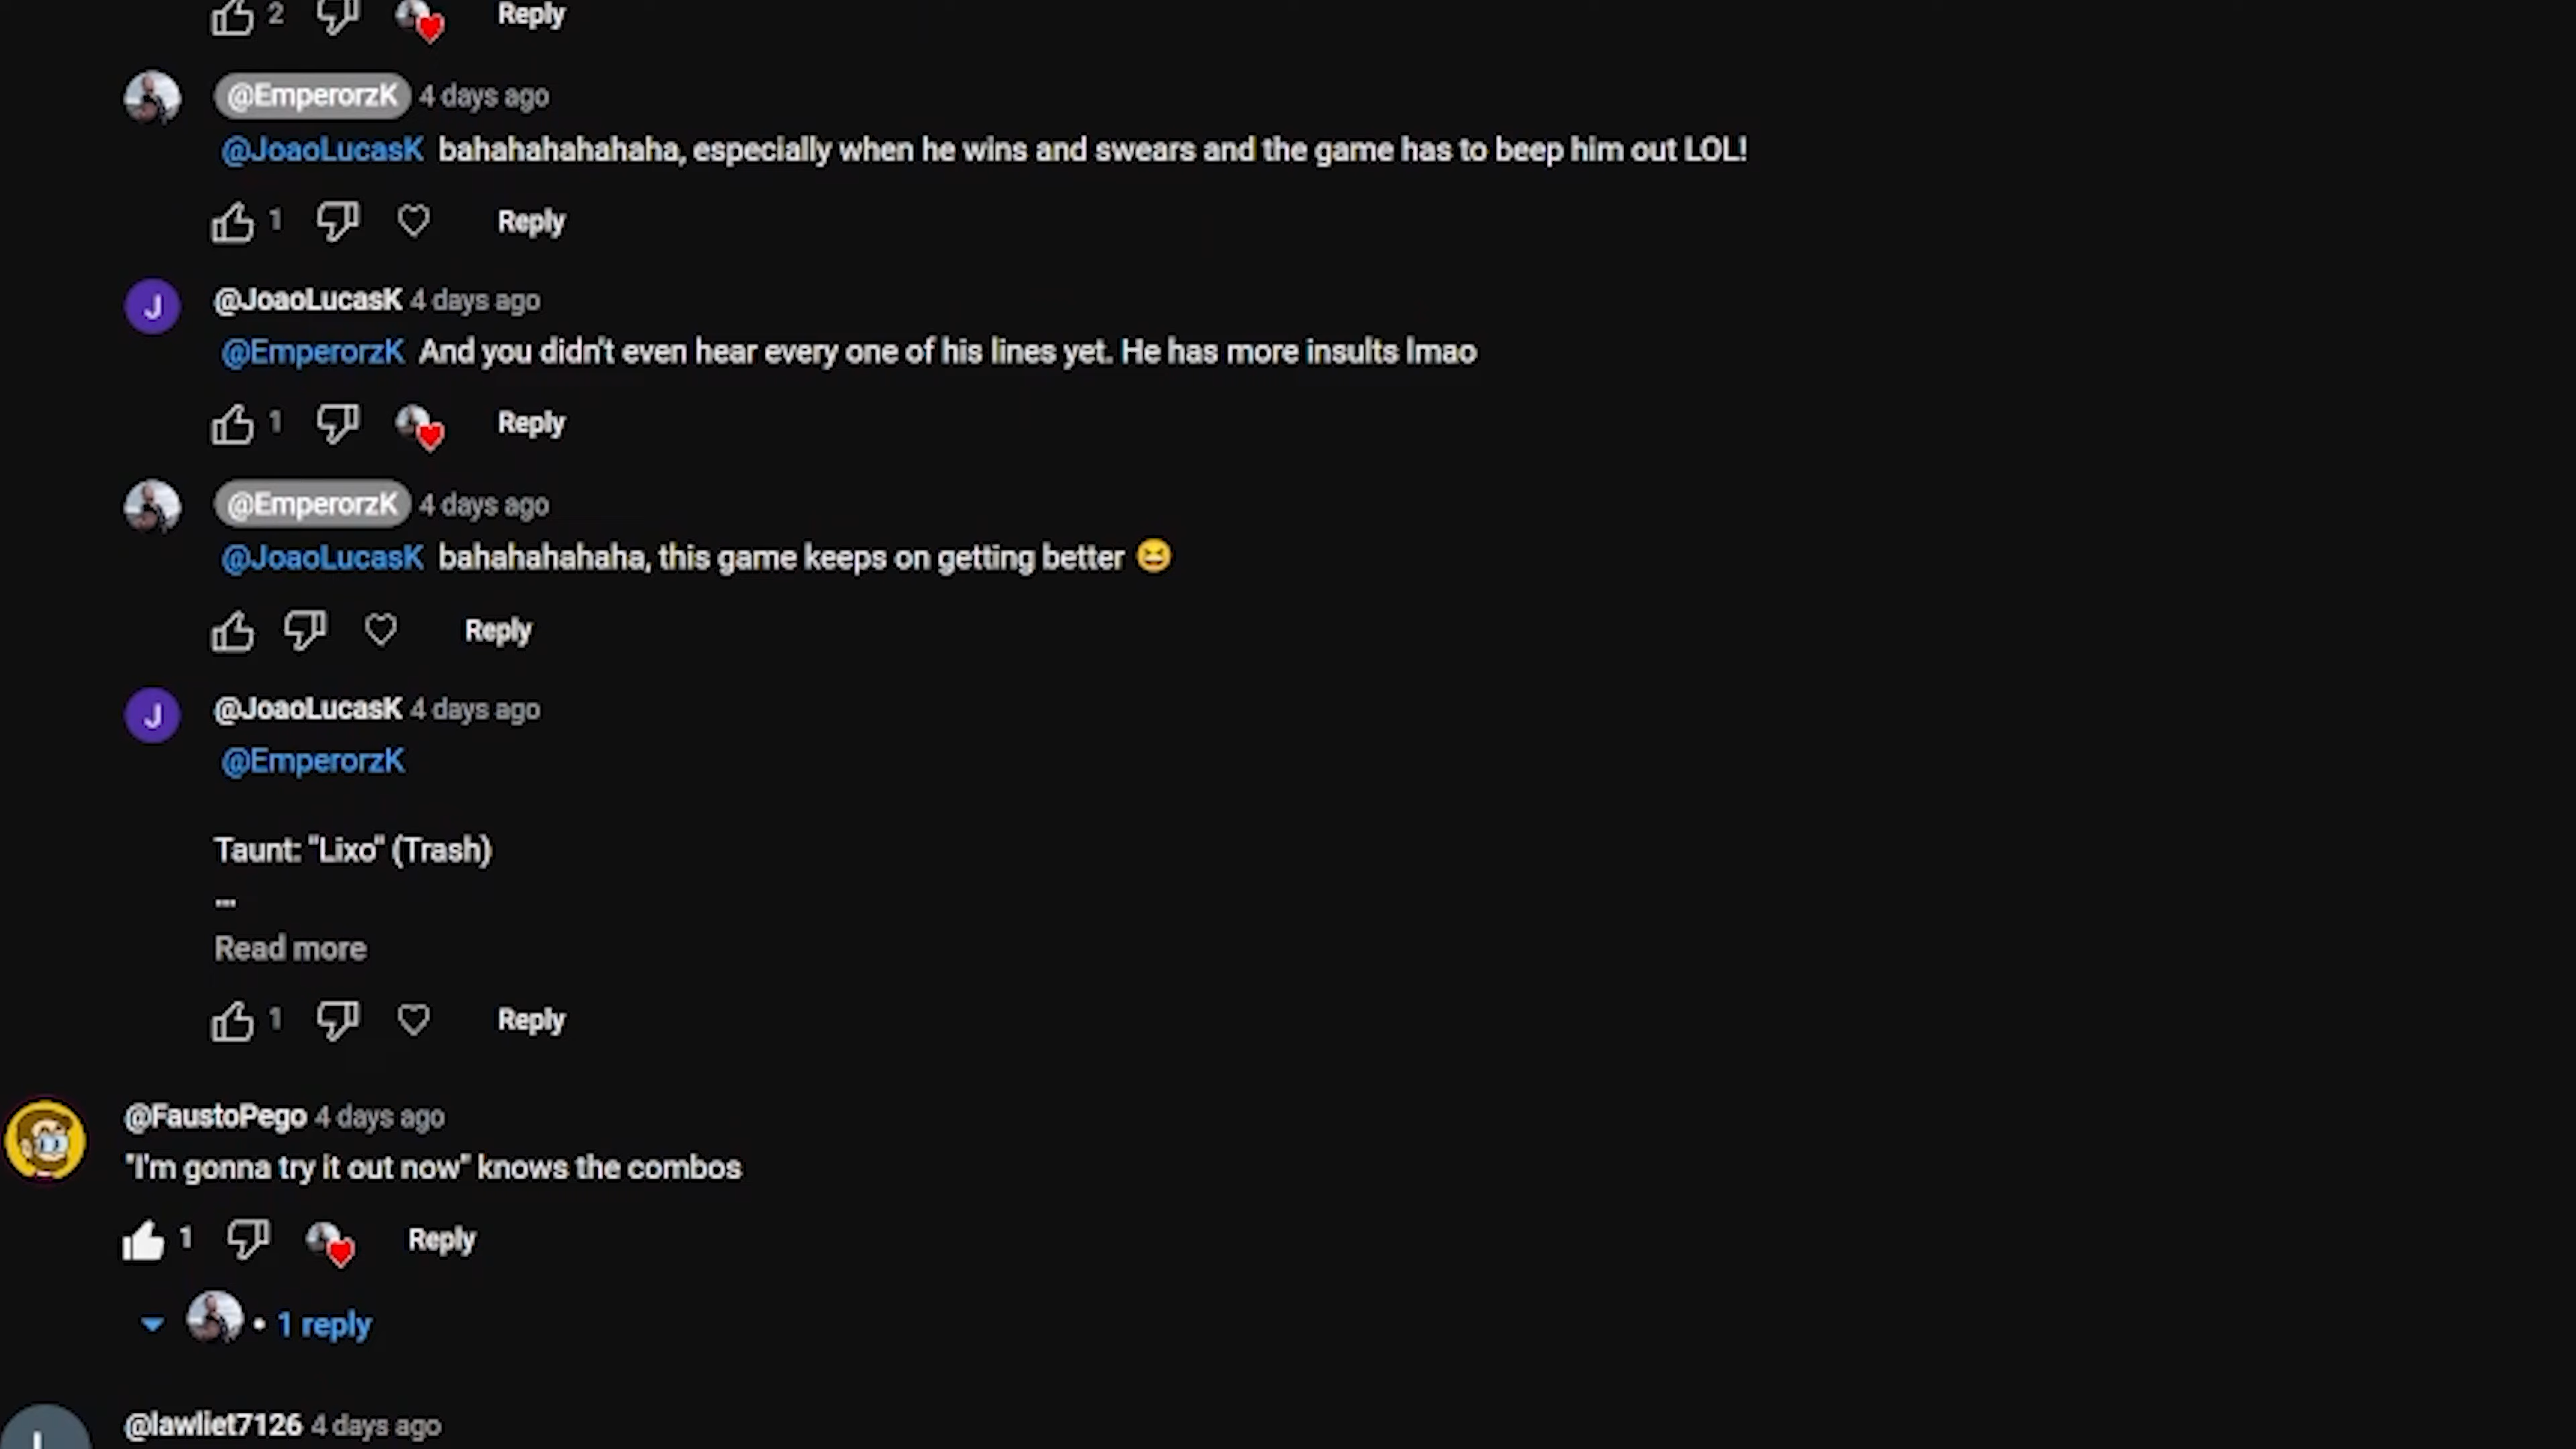 2 Reply
@EmperorzK 4 days ago
@JoaoLucasK bahahahahahaha, especially when he wins and swears and the game has to beep him out LOL!
1 Reply
J @JoaoLucasK 4 days ago
@EmperorzK And you didn't even hear every one of his lines yet. He has more insults lmao
1 Reply
@EmperorzK 4 days ago
@JoaoLucasK bahahahahaha, this game keeps on getting better 😆
Reply
J @JoaoLucasK 4 days ago
@EmperorzK
Taunt: "Lixo" (Trash)
...
Read more
1 Reply
@FaustoPego 4 days ago
"I'm gonna try it out now" knows the combos
1 Reply
• 1 reply
@lawliet7126 4 days ago